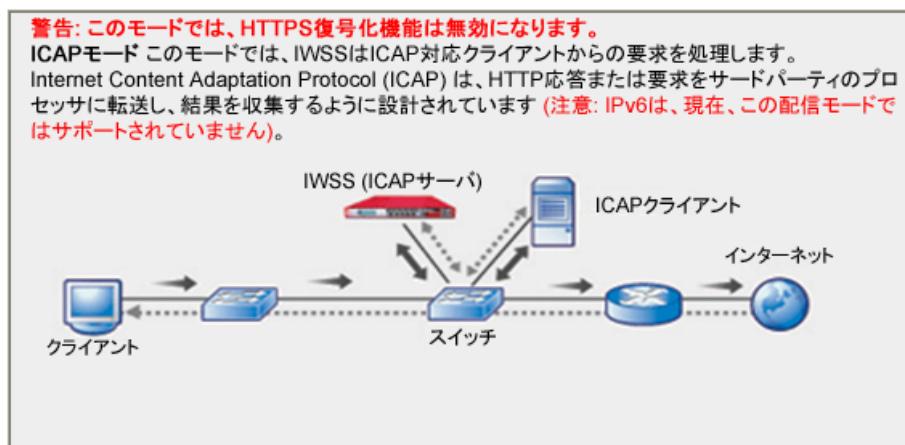 警告: このモードでは、HTTPS復号化機能は無効になります。
ICAPモード このモードでは、IWSSはICAP対応クライアントからの要求を処理します。
Internet Content Adaptation Protocol (ICAP) は、HTTP応答または要求をサードパーティのプロ
セッサに転送し、結果を収集するように設計されています (注意: IPv6は、現在、この配信モードで
はサポートされていません)。
IWSS (ICAPサーバ)
ICAPクライアント
インターネット
クライアント
スイッチ